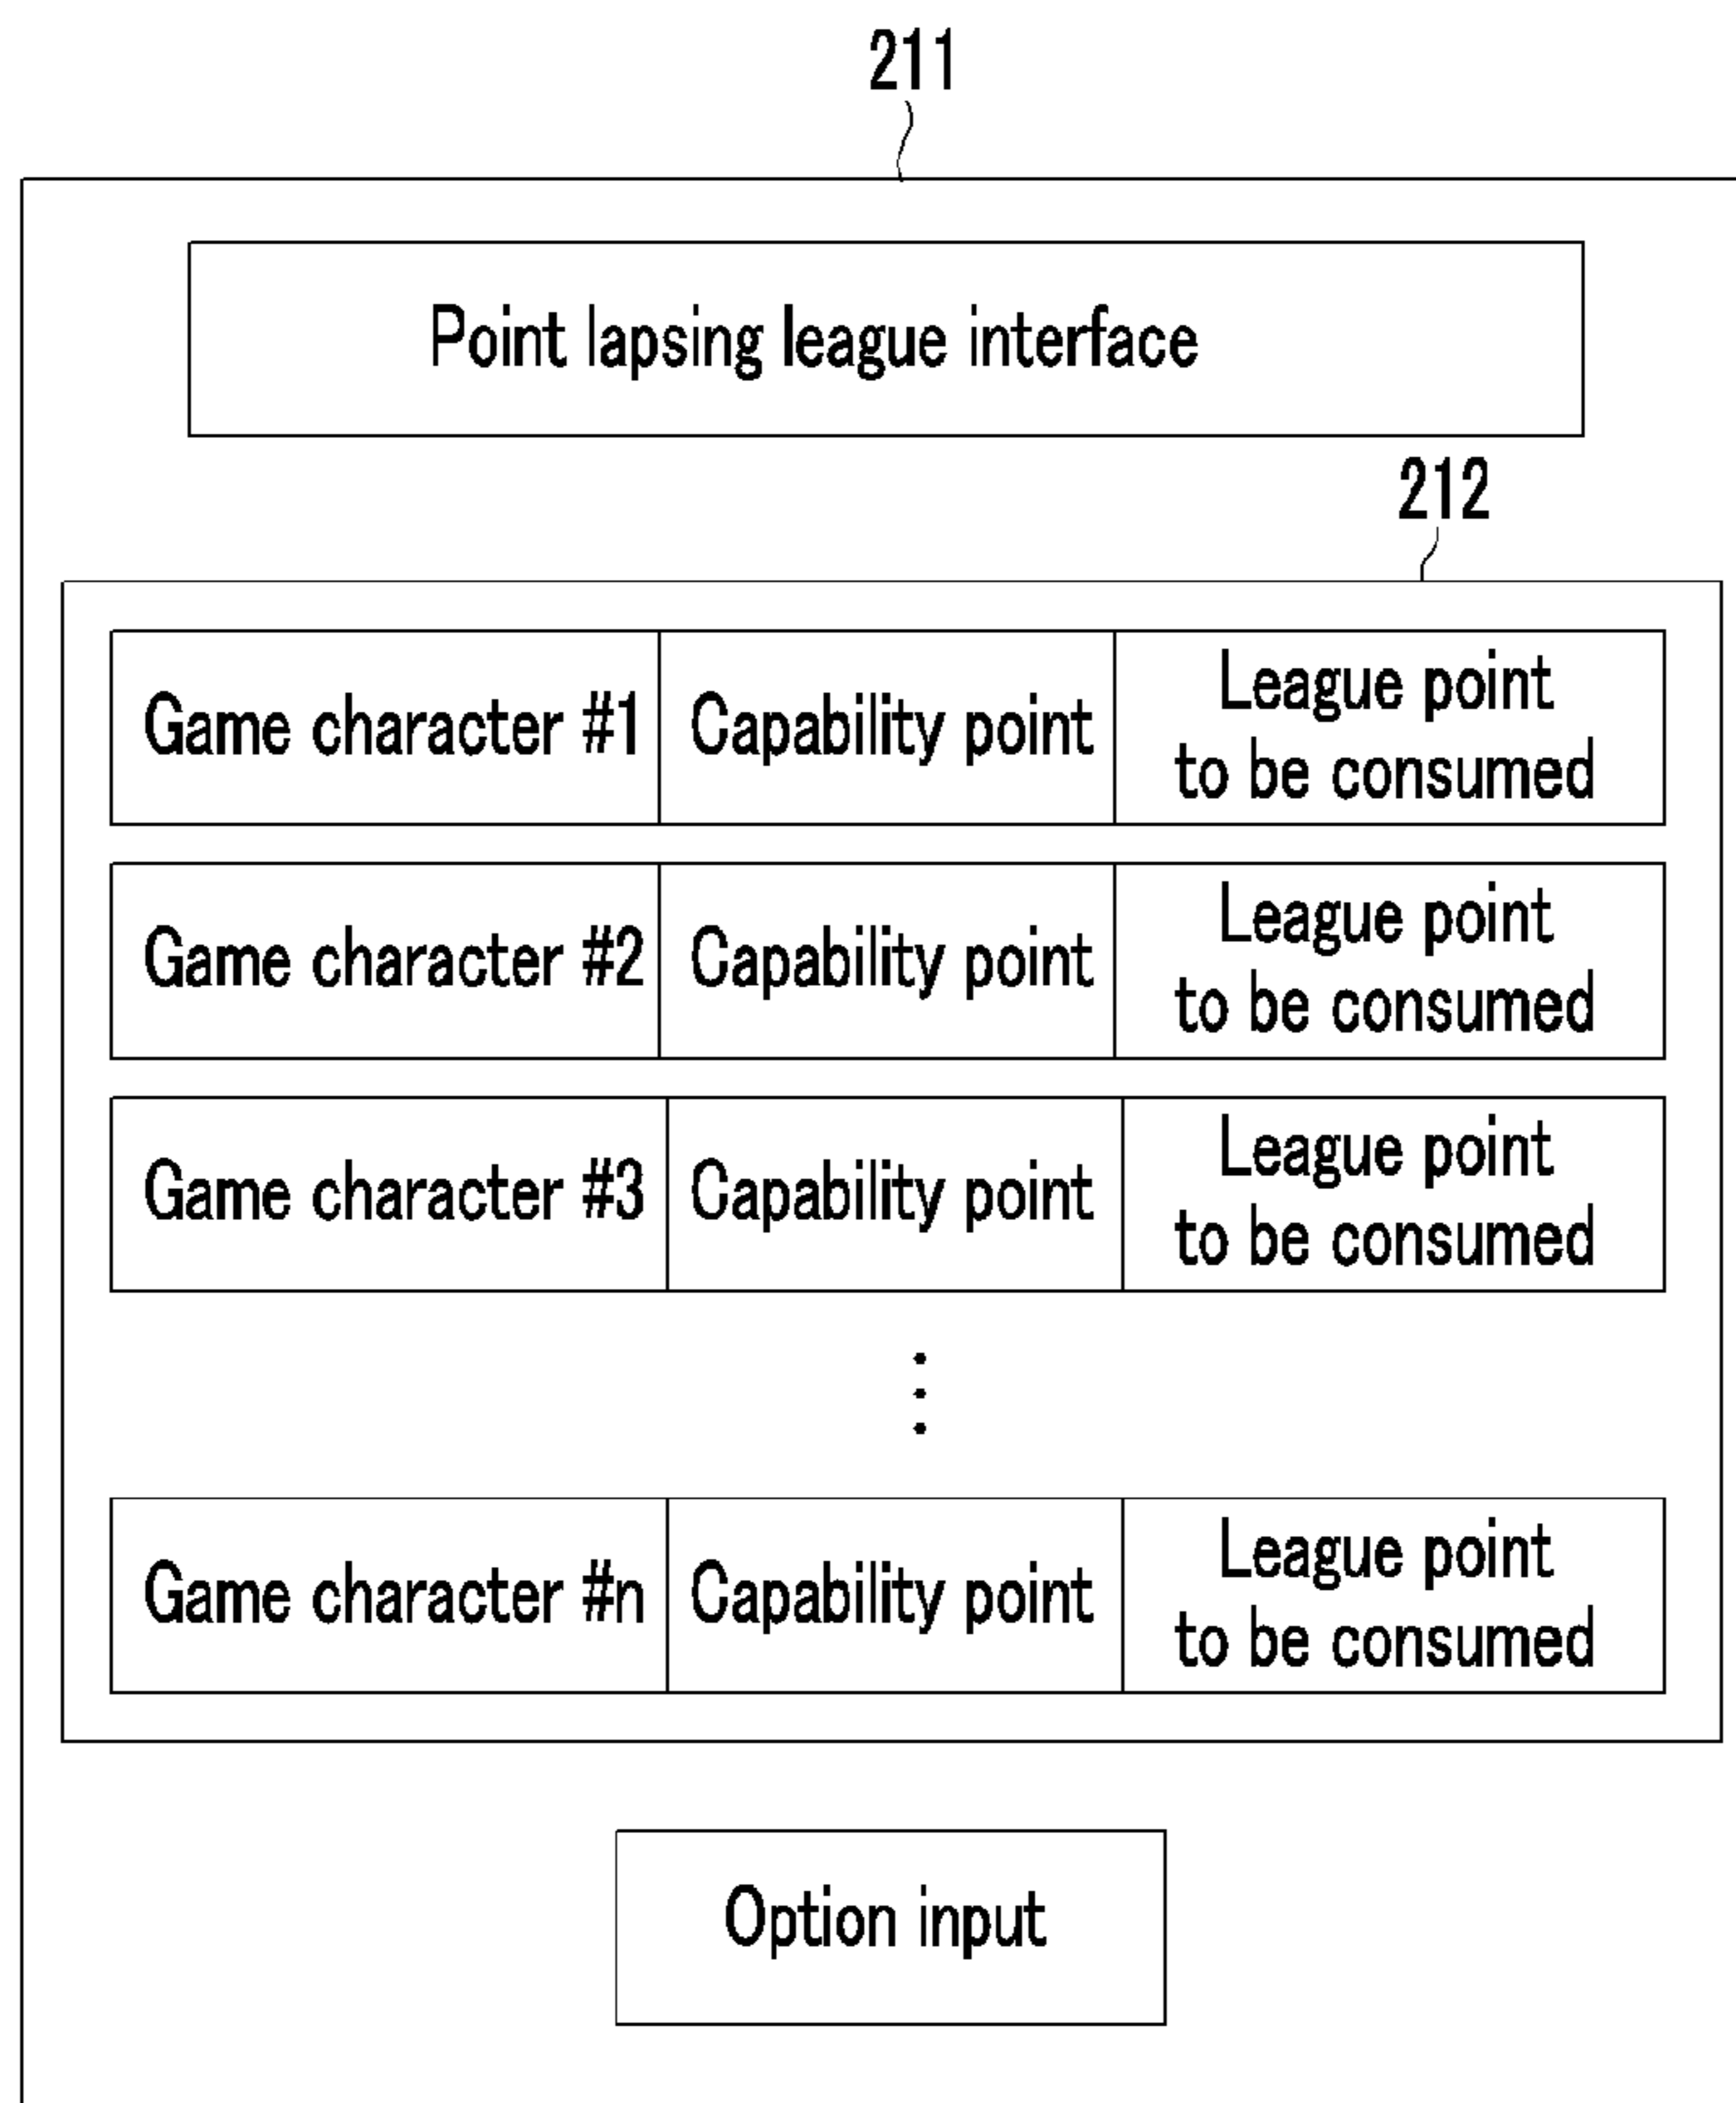 211
Point lapsing league interface
212
Game character #1
Capability point
League point
to be consumed
Game character #2
Capability point
League point
to be consumed
Game character #3
Capability point
League point
to be consumed
Game character #n
Capability point
League point
to be consumed
Option input